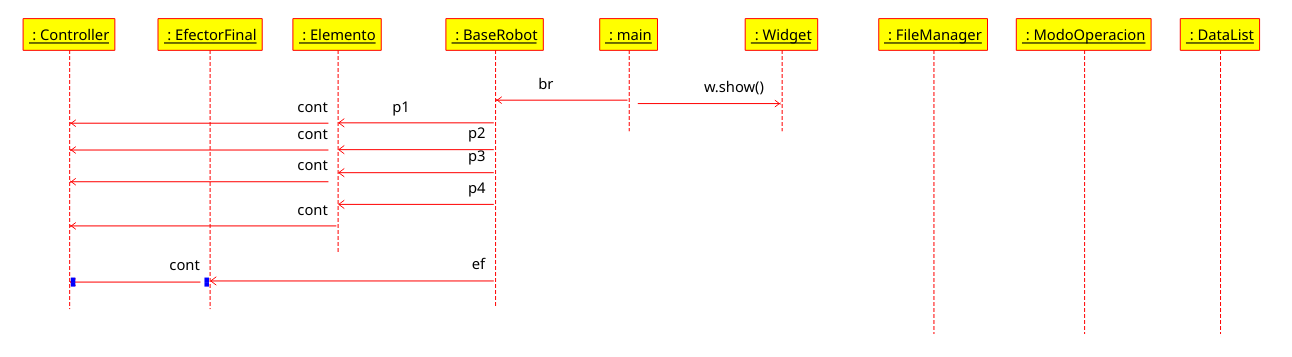 : Controller
: EfectorFinal
: Elemento
: BaseRobot
: main
: Widget
: FileManager
: ModoOperacion
: DataList
br
w.show()
cont
p1
cont
p2
p3
cont
p4
cont
cont
ef